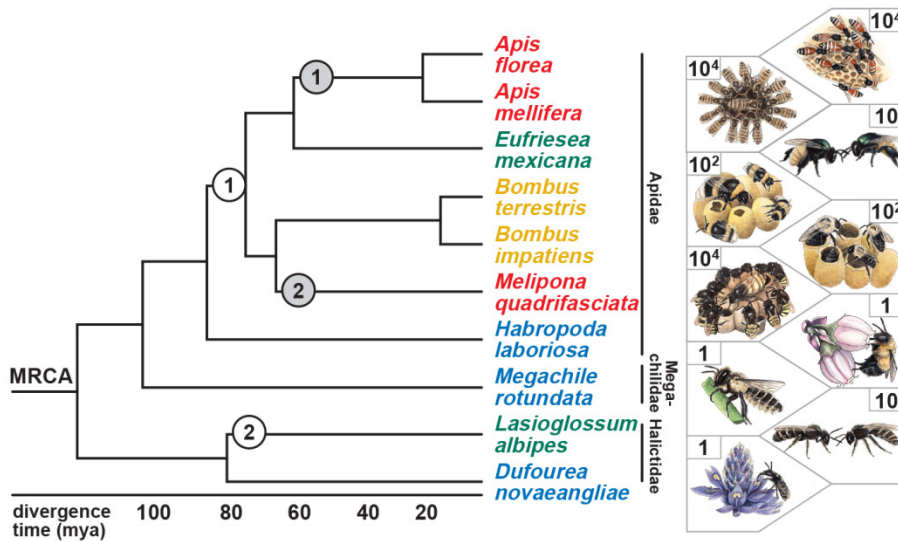 Apis
florea
1
Apis
mellifera
Eufriesea
mexicana
1
Bombus
terrestris
Bombus
impatiens
2
Melipona
quadrifasciata
Habropoda
laboriosa
MRCA
Megachile
rotundata
2
Lasioglossum
albipes
Dufourea
novaeangliae
divergence
time (mya)
100 80 60 40 20
Apidae
Mega-
chilidae
Halictidae
10⁴
10⁴
10
10²
10²
10⁴
1
1
10
1